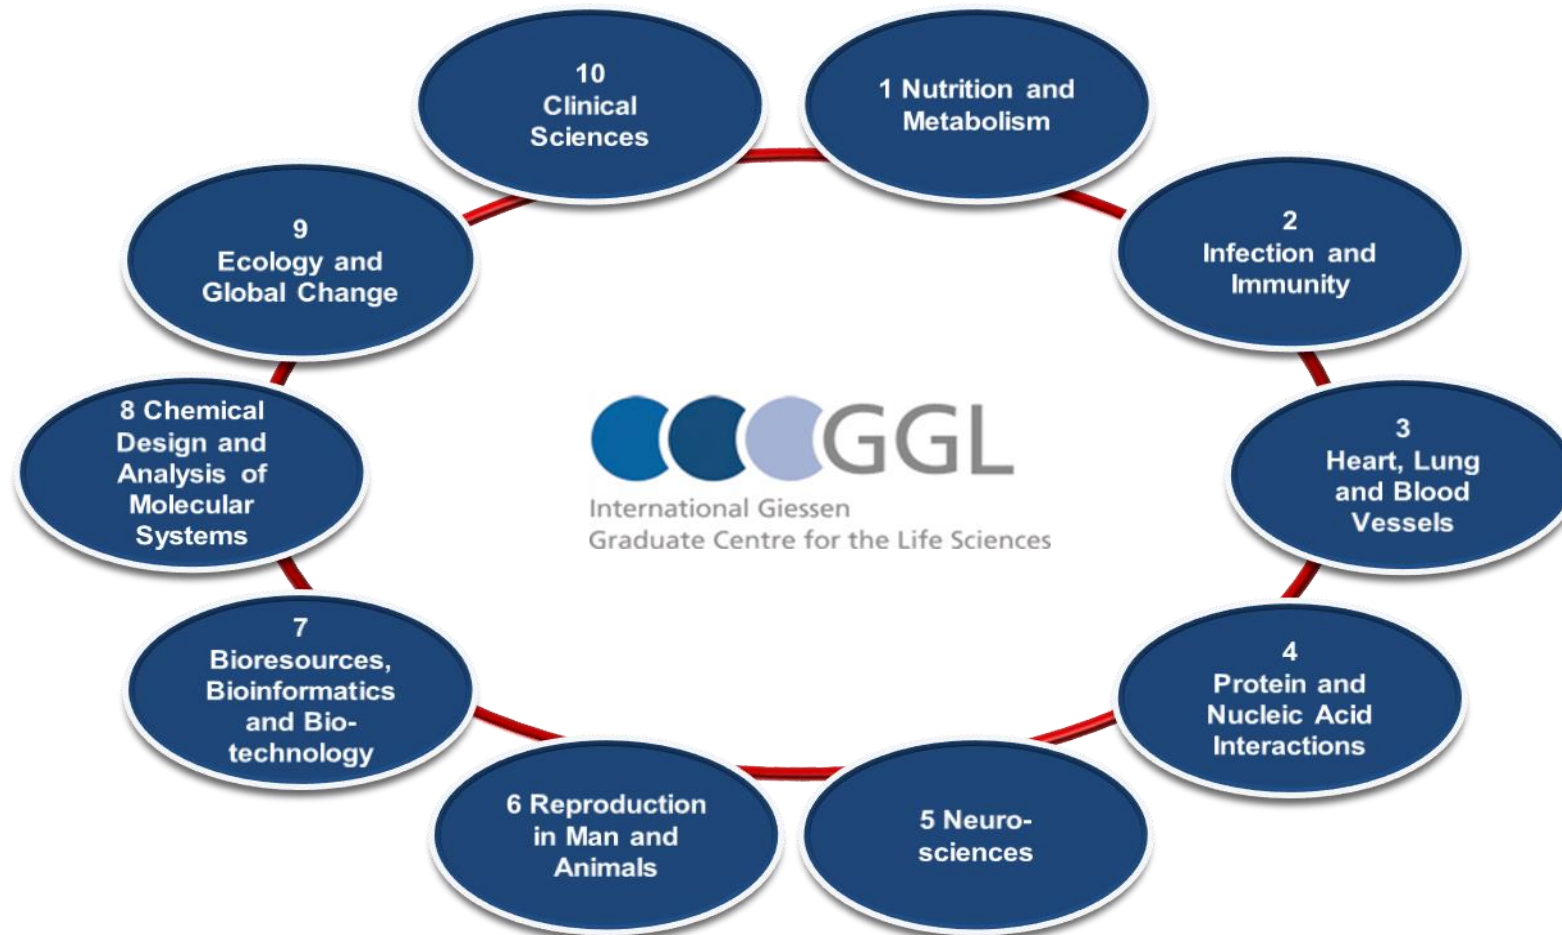 10
Clinical
Sciences
1 Nutrition and
Metabolism
2
Infection and
Immunity
3
Heart, Lung
and Blood
Vessels
4
Protein and
Nucleic Acid
Interactions
5 Neuro-
sciences
6 Reproduction
in Man and
Animals
7
Bioresources,
Bioinformatics
and Bio-
technology
8 Chemical
Design and
Analysis of
Molecular
Systems
9
Ecology and
Global Change
GGL
International Giessen
Graduate Centre for the Life Sciences